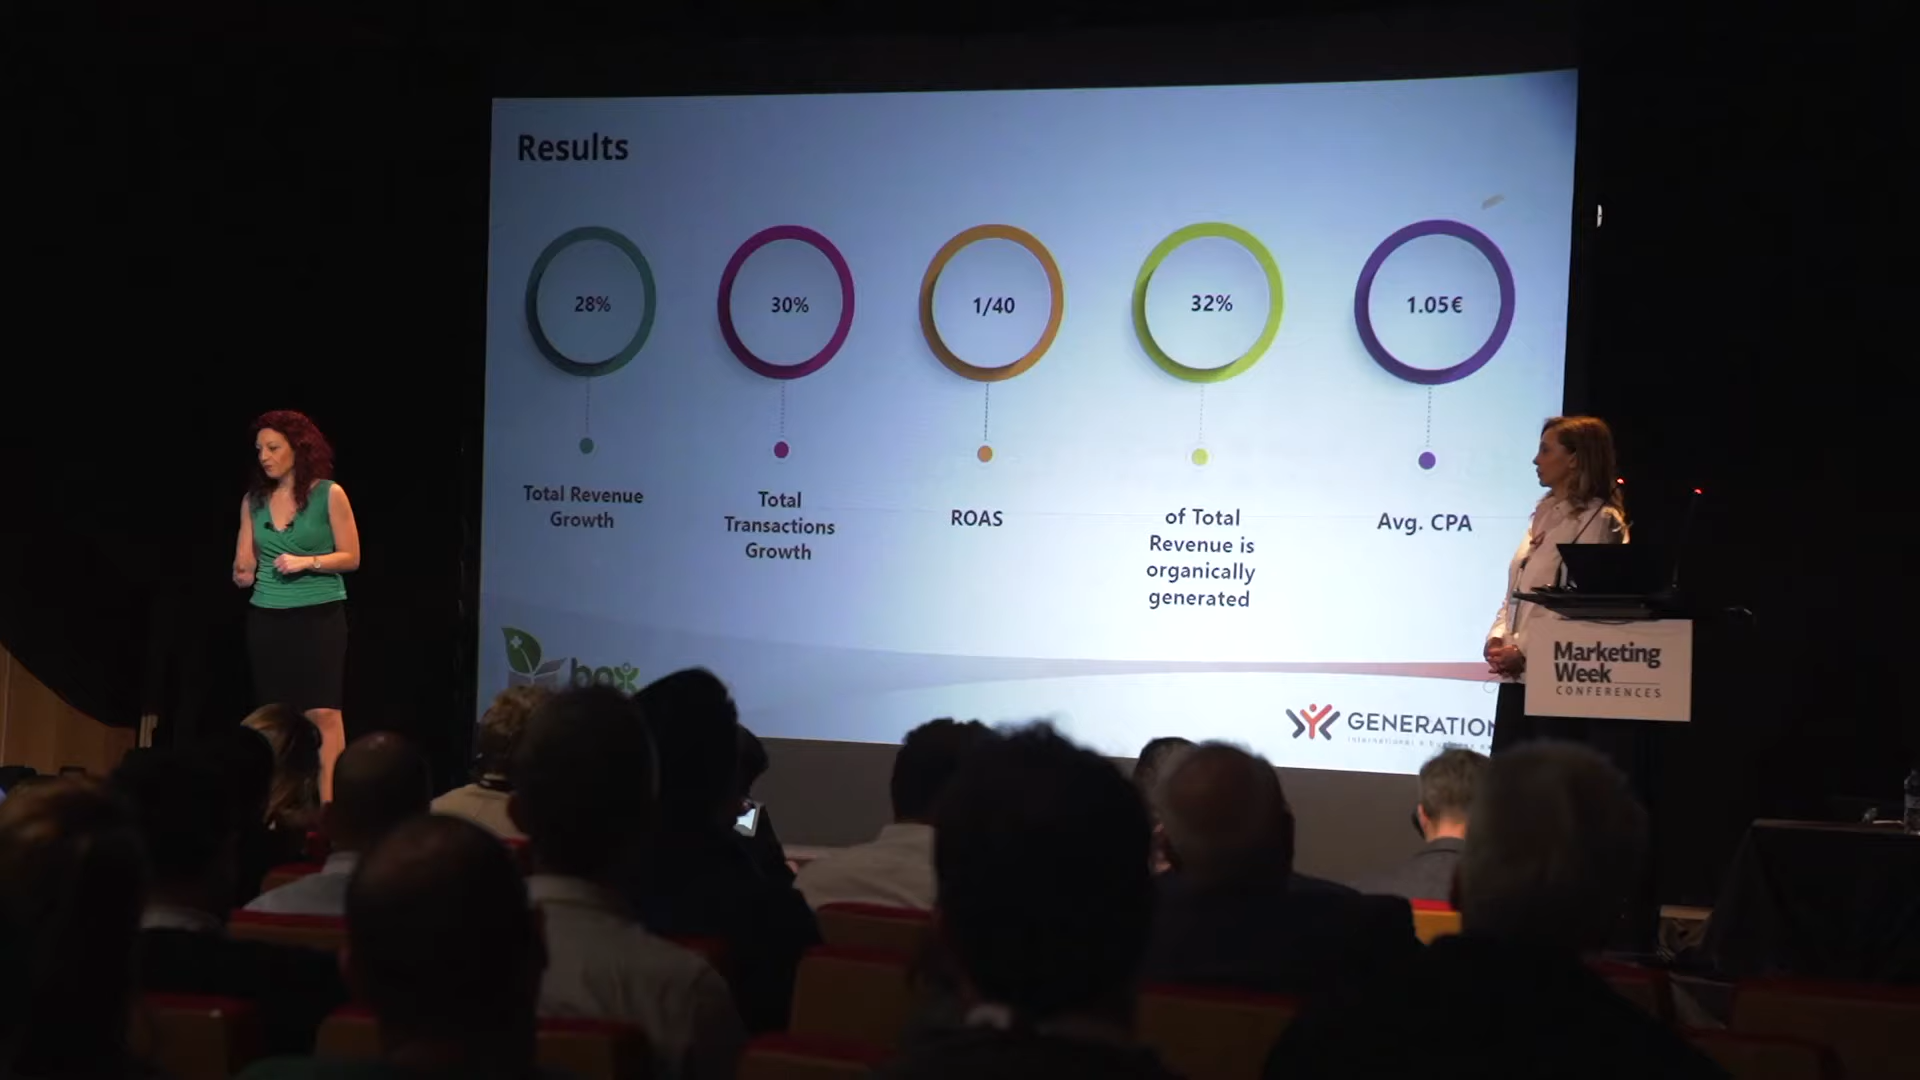 Results
28%
30%
1/40
32%
1.05€
Total Revenue
Growth
Total
Transactions
Growth
ROAS
of Total
Revenue is
organically
generated
Avg. CPA
box
GENERATION
Marketing
Week
CONFERENCES